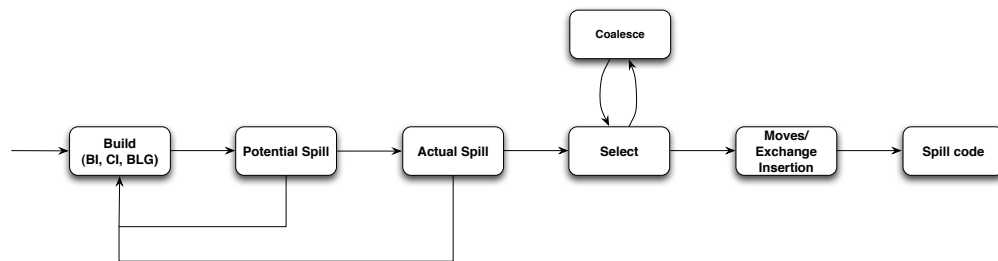 Coalesce
Build
(BI, CI, BLG)
Potential Spill
Actual Spill
Select
Moves/
Exchange
Insertion
Spill code